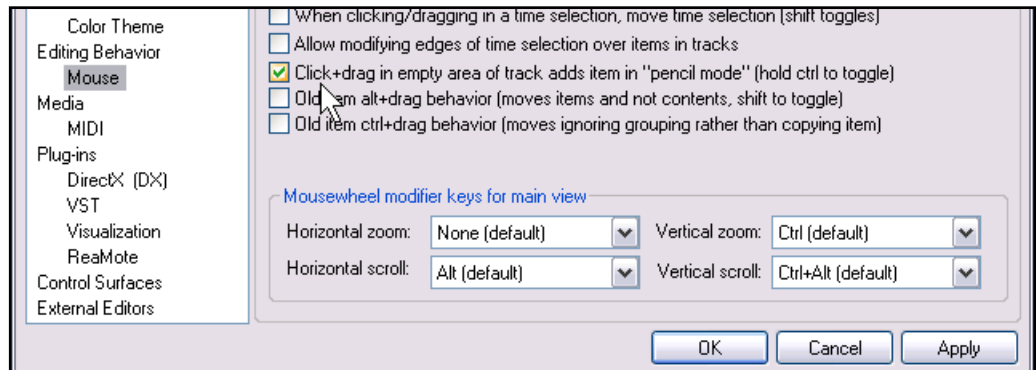 Color Theme
Editing Behavior
Mouse
Media
MIDI
Plug-ins
DirectX (DX)
VST
Visualization
ReaMote
Control Surfaces
External Editors
When clicking/dragging in a time selection, move time selection (shift toggles)
Allow modifying edges of time selection over items in tracks
Click+drag in empty area of track adds item in "pencil mode" (hold ctrl to toggle)
alt+drag behavior (moves items and not contents, shift to toggle)
Old item ctrl+drag behavior (moves ignoring grouping rather than copying item)
Mousewheel modifier keys for main view
Horizontal zoom: None (default) Vertical zoom: Ctrl (default)
Horizontal scroll: Alt (default) Vertical scroll: Ctrl+Alt (default)
OK Cancel Apply